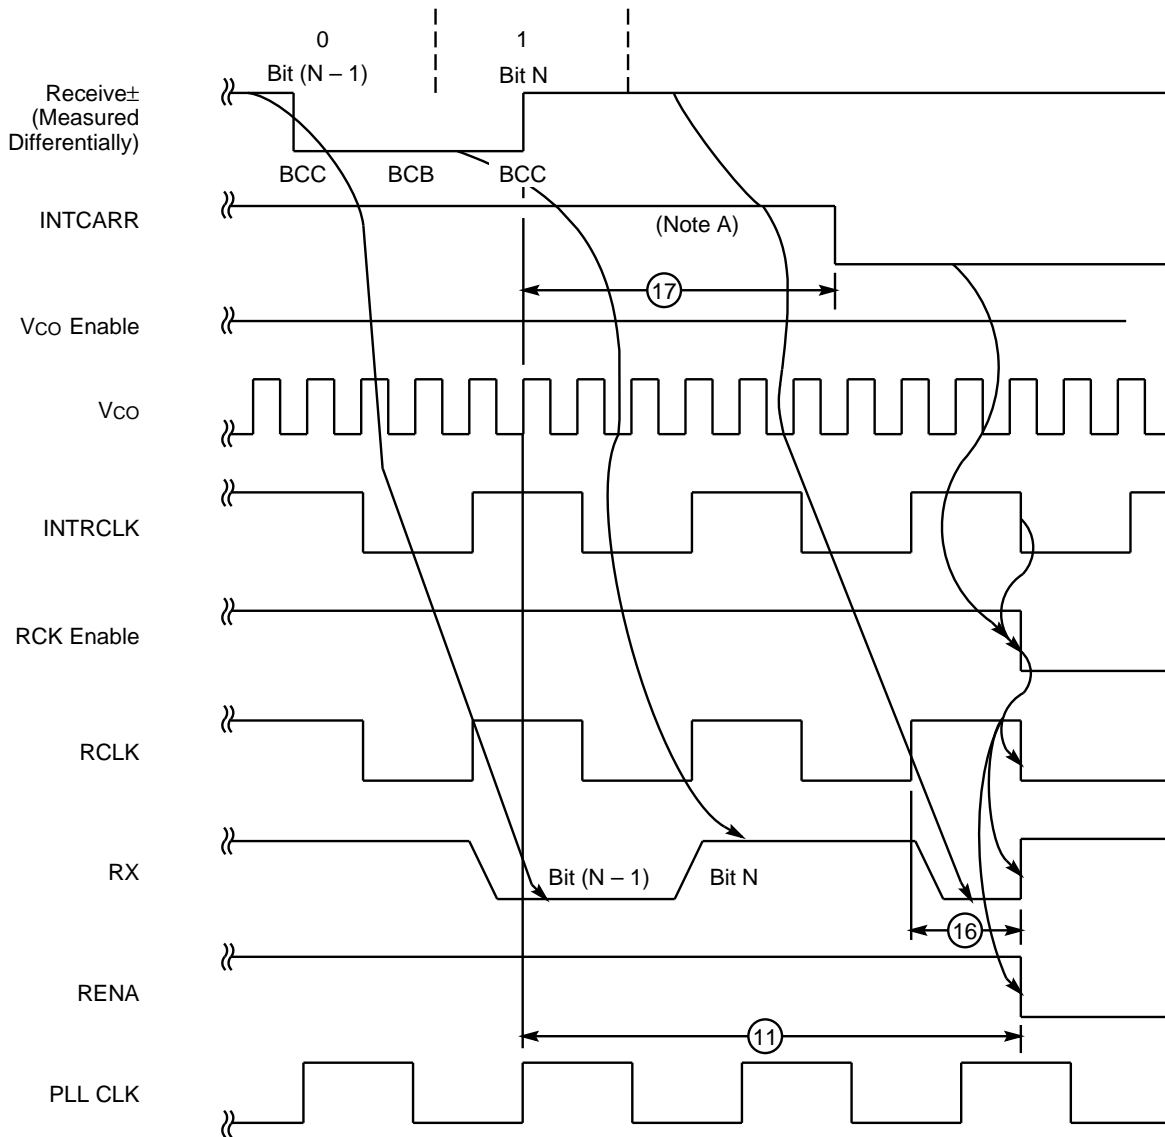 0 1
Bit (N – 1) Bit N
Receive±
(Measured
Differentially)
BCC BCB BCC
INTCARR
(Note A)
17
VCO Enable
VCO
INTRCLK
RCK Enable
RCLK
RX
Bit (N – 1) Bit N
16
RENA
11
PLL CLK